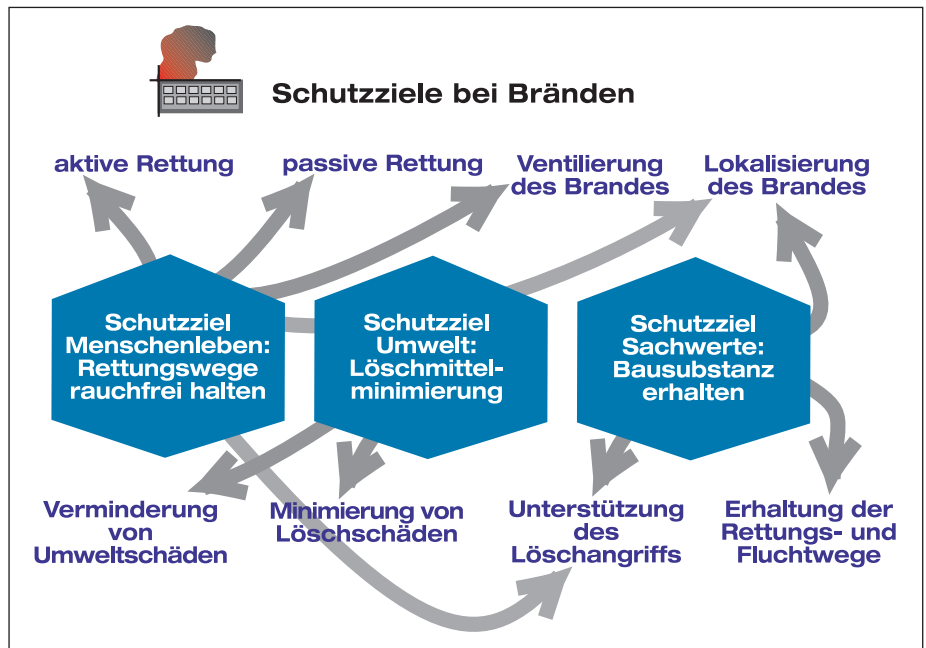 Schutzziele bei Bränden
aktive Rettung
passive Rettung
Ventilierung
des Brandes
Lokalisierung
des Brandes
Schutzziel
Menschenleben:
Rettungswege
rauchfrei halten
Schutzziel
Umwelt:
Löschmittel-
minimierung
Schutzziel
Sachwerte:
Bausubstanz
erhalten
Verminderung
von
Umweltschäden
Minimierung von
Löschschäden
Unterstützung
des
Löschangriffs
Erhaltung der
Rettungs- und
Fluchtwege